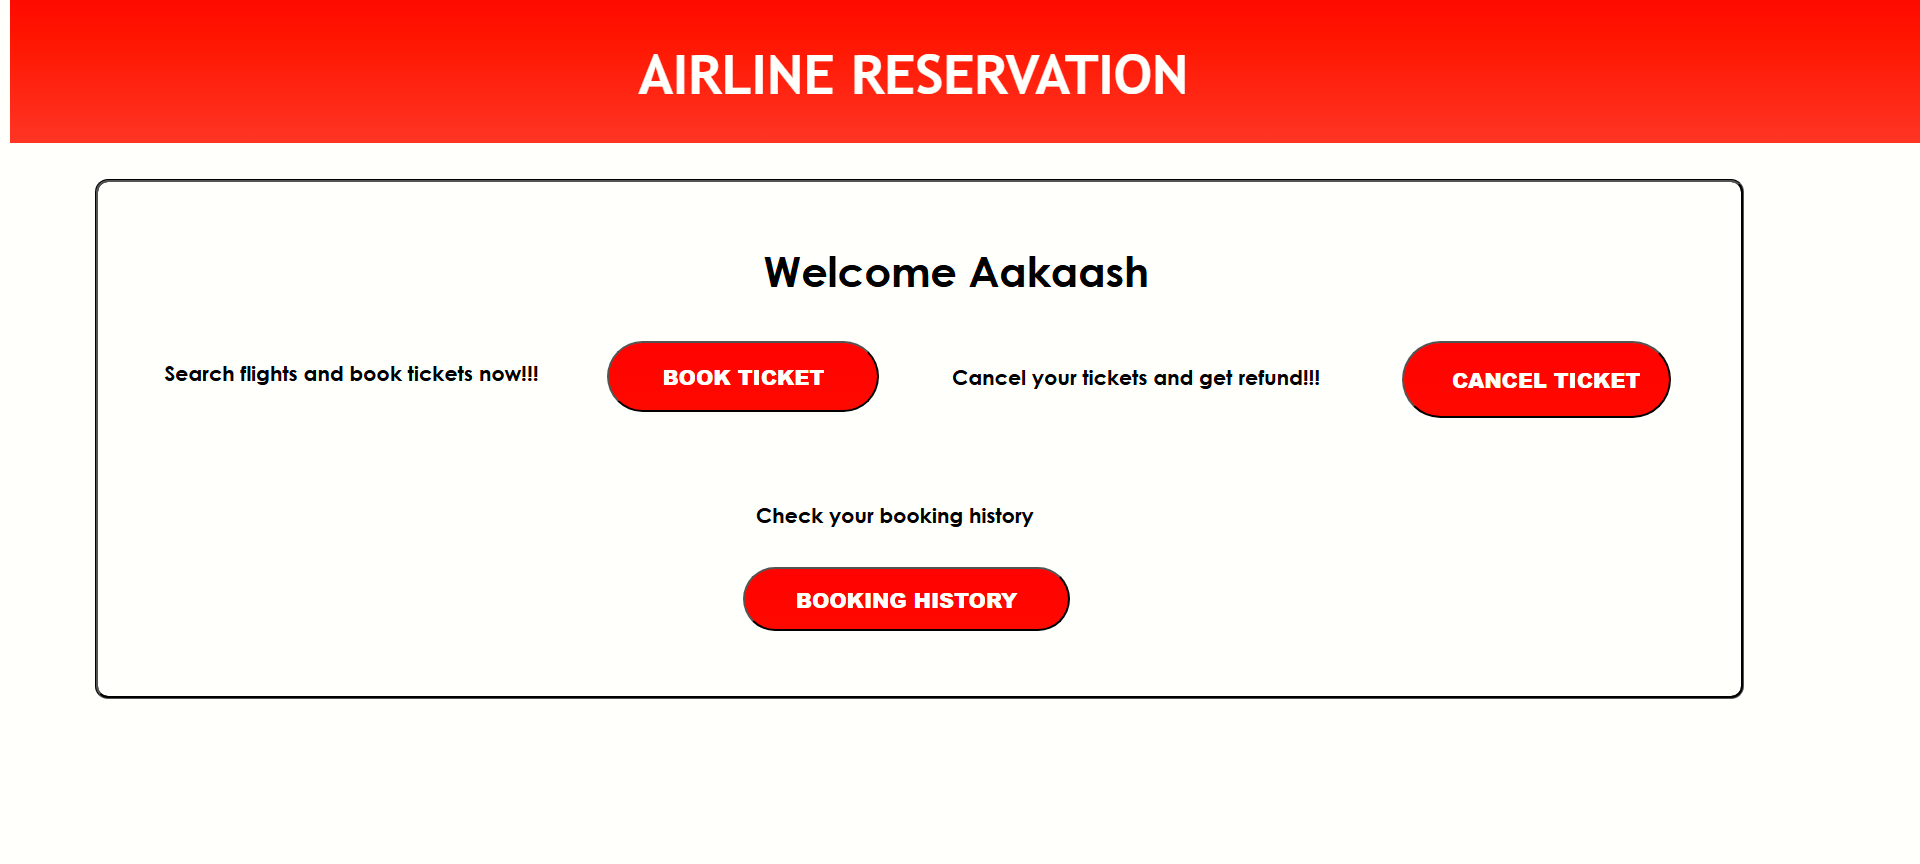 AIRLINE RESERVATION
Welcome Aakaash
Search flights and book tickets now!!!
BOOK TICKET
Cancel your tickets and get refund!!!
CANCEL TICKET
Check your booking history
BOOKING HISTORY